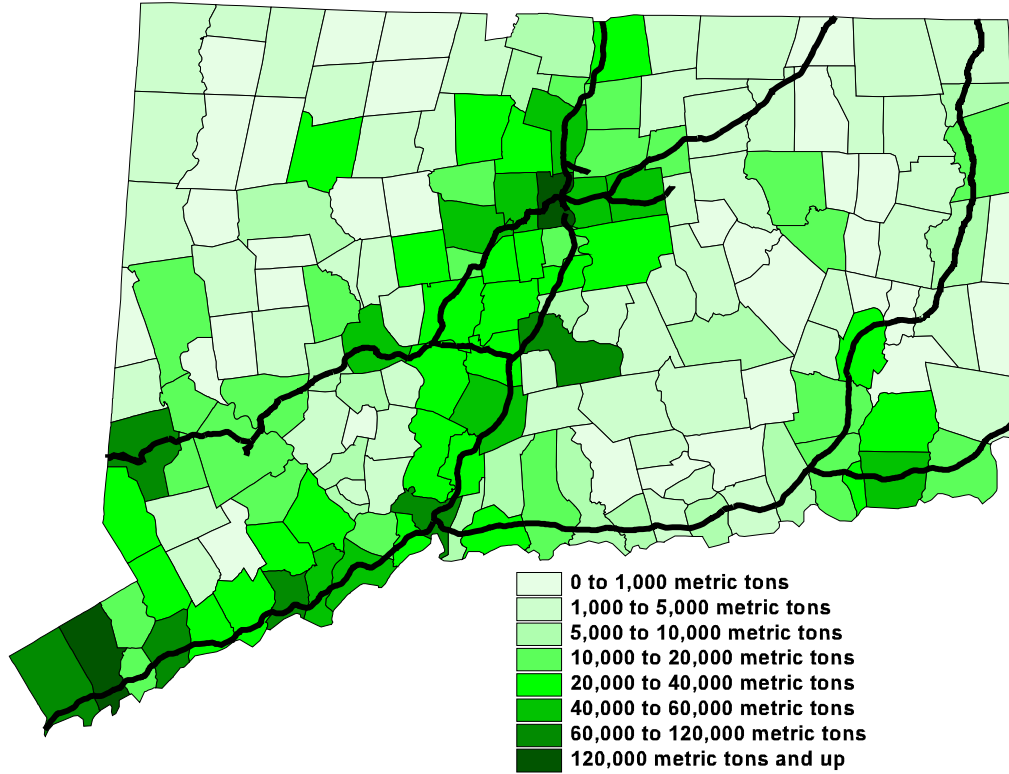 0 to 1,000 metric tons
1,000 to 5,000 metric tons
5,000 to 10,000 metric tons
10,000 to 20,000 metric tons
20,000 to 40,000 metric tons
40,000 to 60,000 metric tons
60,000 to 120,000 metric tons
120,000 metric tons and up